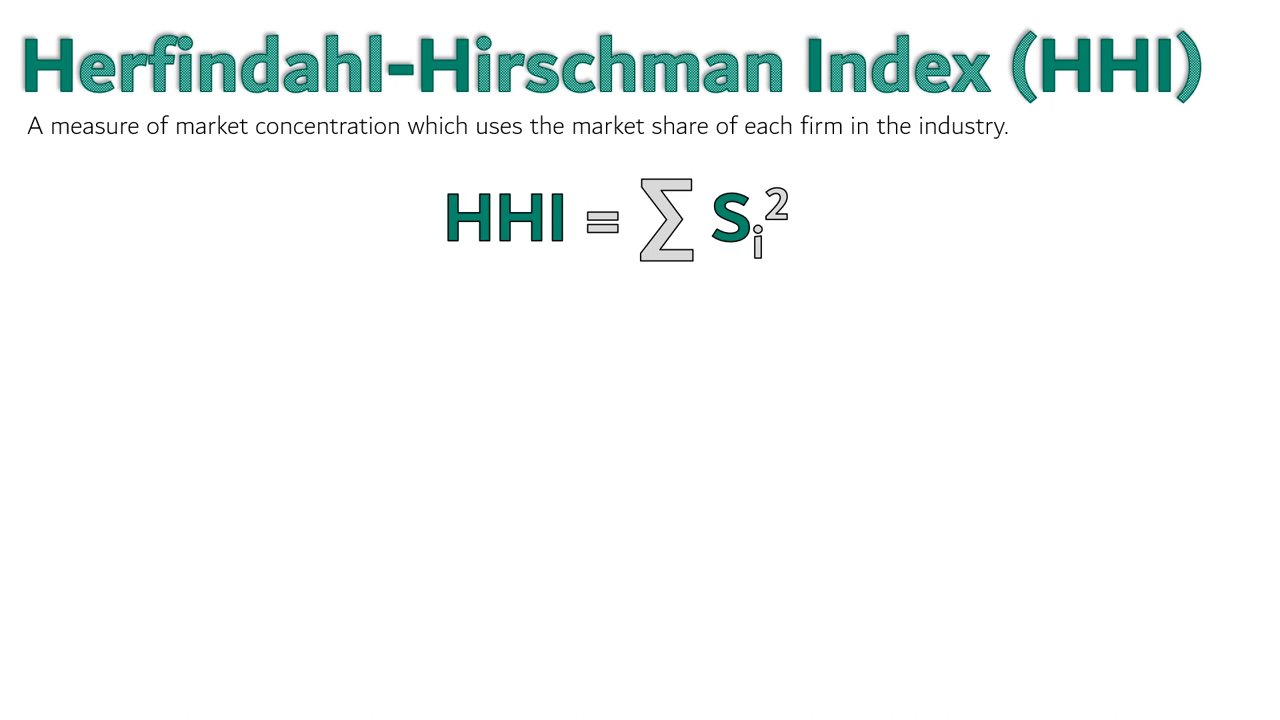 Herfindahl-Hirschman Index (HHI)
A measure of market concentration which uses the market share of each firm in the industry.
HHI = ∑ Sᵢ²